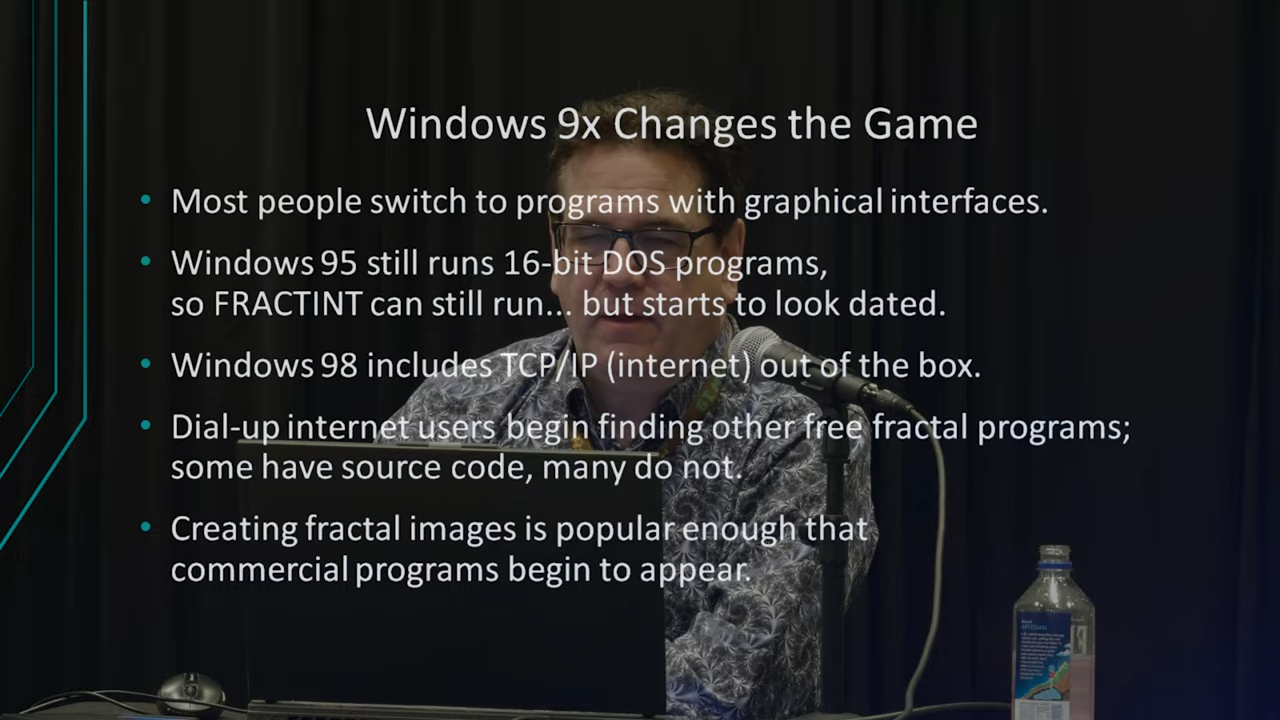 Windows 9x Changes the Game
• Most people switch to programs with graphical interfaces.
• Windows 95 still runs 16-bit DOS programs,
so FRACTINT can still run... but starts to look dated.
• Windows 98 includes TCP/IP (internet) out of the box.
• Dial-up internet users begin finding other free fractal programs;
some have source code, many do not.
• Creating fractal images is popular enough that
commercial programs begin to appear.
ARTESIAN